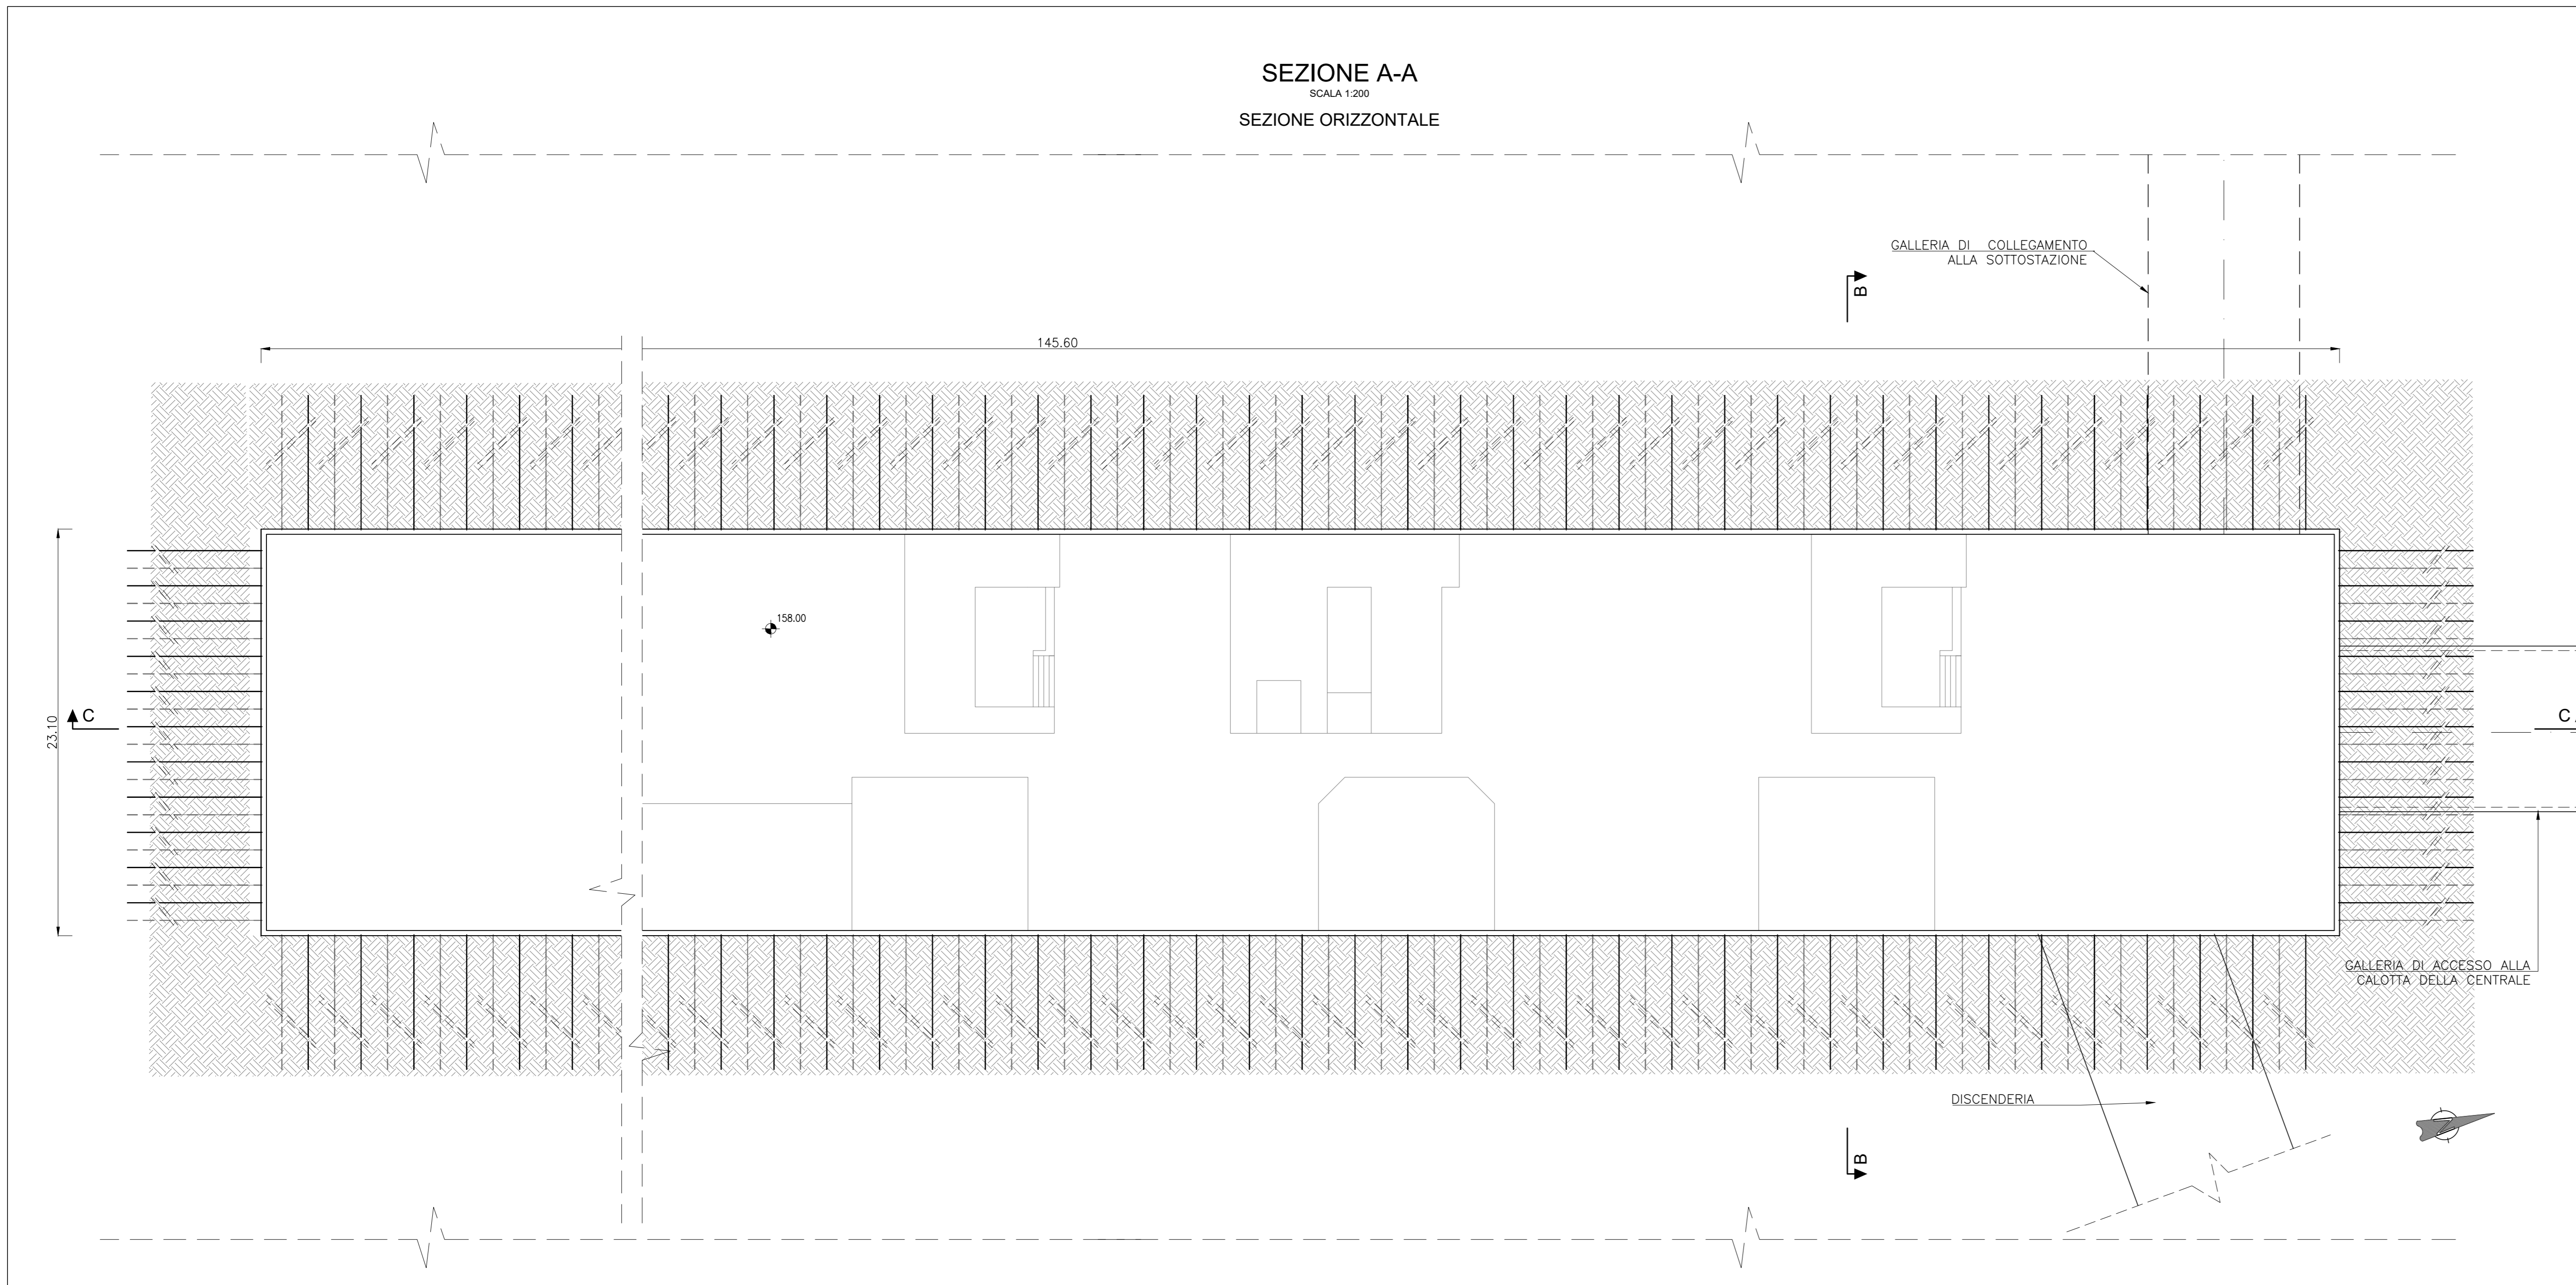 SEZIONE A-A
SCALA 1:200
SEZIONE ORIZZONTALE
GALLERIA DI COLLEGAMENTO
ALLA SOTTOSTAZIONE
B
145.60
158.00
23.10
C
C
GALLERIA DI ACCESSO ALLA
CALOTTA DELLA CENTRALE
DISCENDERIA
B